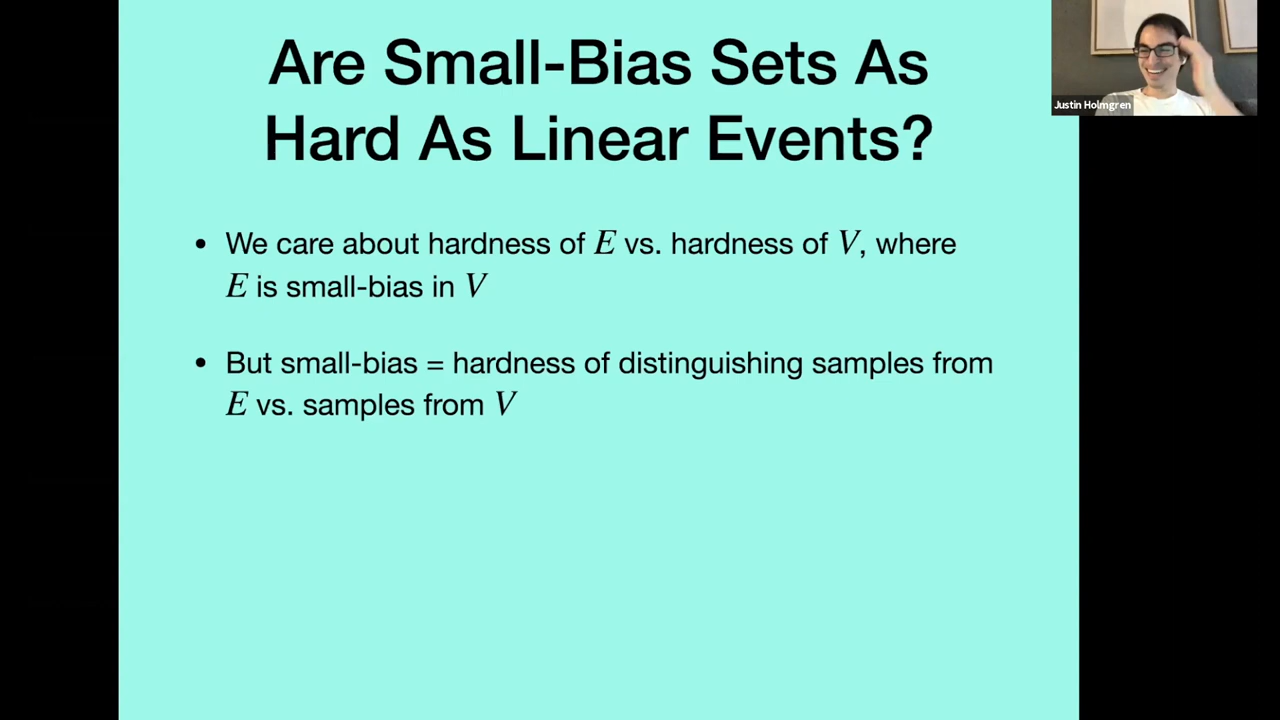 Are Small-Bias Sets As
Hard As Linear Events?
• We care about hardness of E vs. hardness of V, where
E is small-bias in V
• But small-bias = hardness of distinguishing samples from
E vs. samples from V
Justin Holmgren